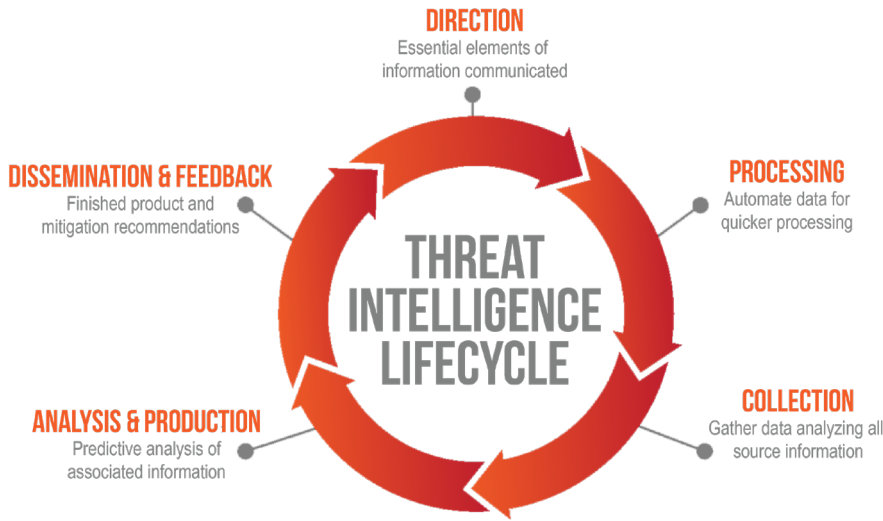 DIRECTION
Essential elements of
information communicated
PROCESSING
Automate data for
quicker processing
COLLECTION
Gather data analyzing all
source information
ANALYSIS & PRODUCTION
Predictive analysis of
associated information
DISSEMINATION & FEEDBACK
Finished product and
mitigation recommendations
THREAT
INTELLIGENCE
LIFECYCLE